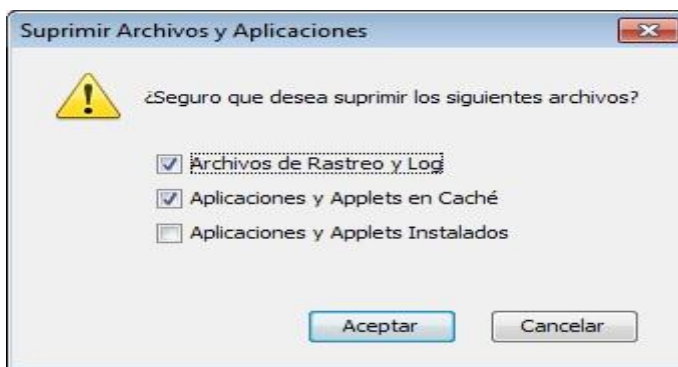 Suprimir Archivos y Aplicaciones
¿Seguro que desea suprimir los siguientes archivos?
Archivos de Rastreo y Log
Aplicaciones y Applets en Caché
Aplicaciones y Applets Instalados
Aceptar Cancelar